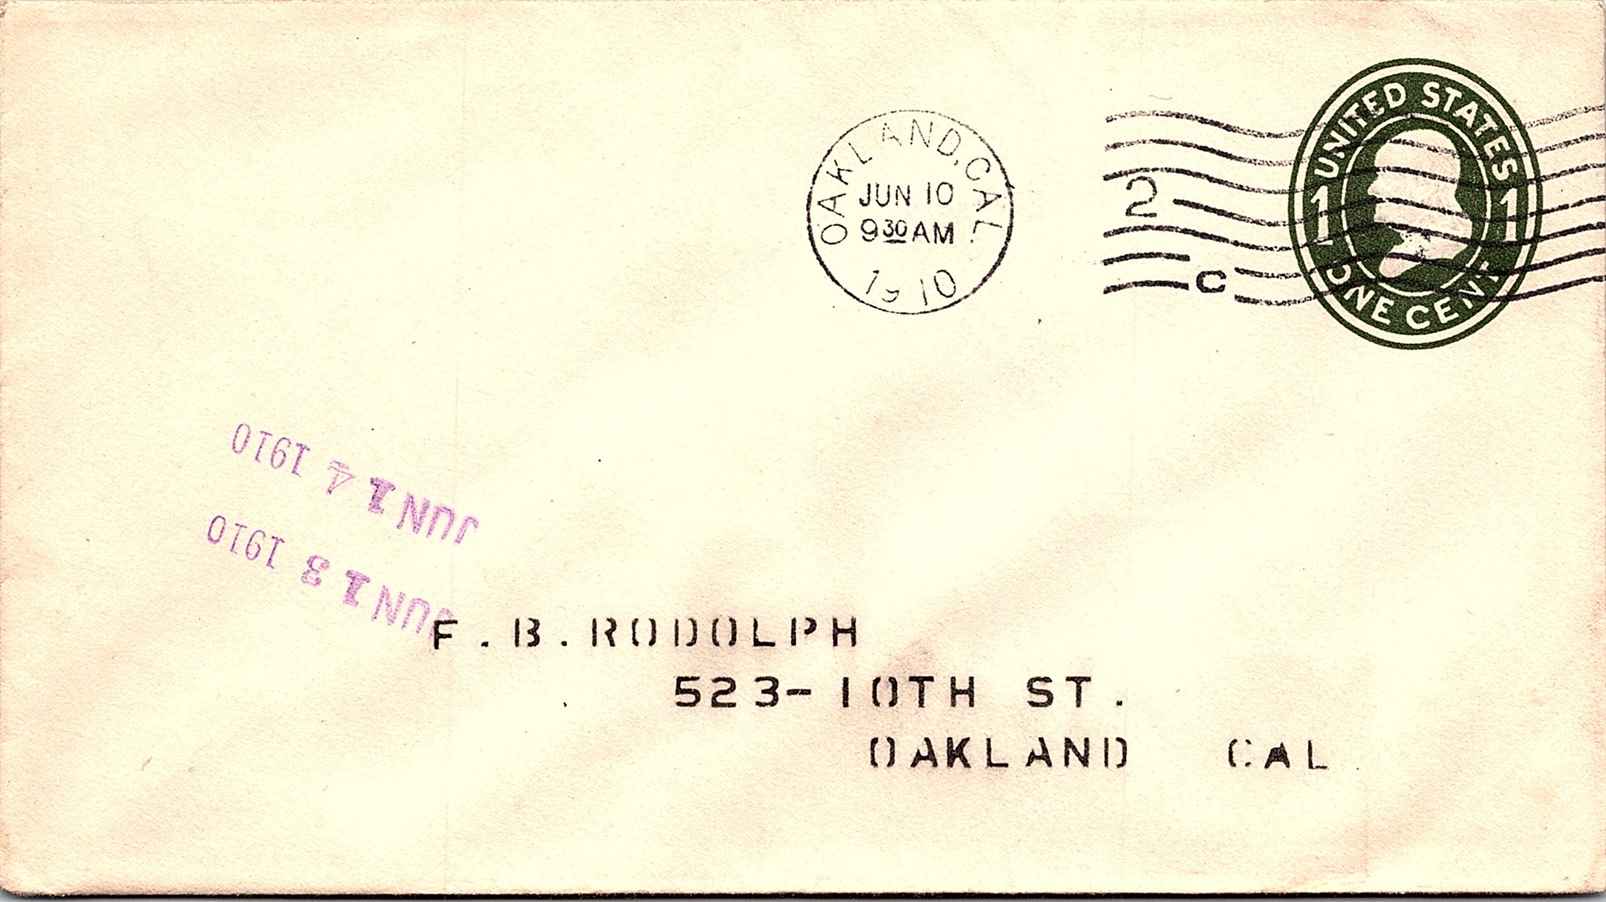 UNITED STATES
1 1
ONE CENT
OAKLAND, CAL.
JUN 10
9 30 AM
1910
2
C
JUN 14 1910
JUN 13 1910
F.B.RODOLPH
523-10TH ST.
OAKLAND CAL